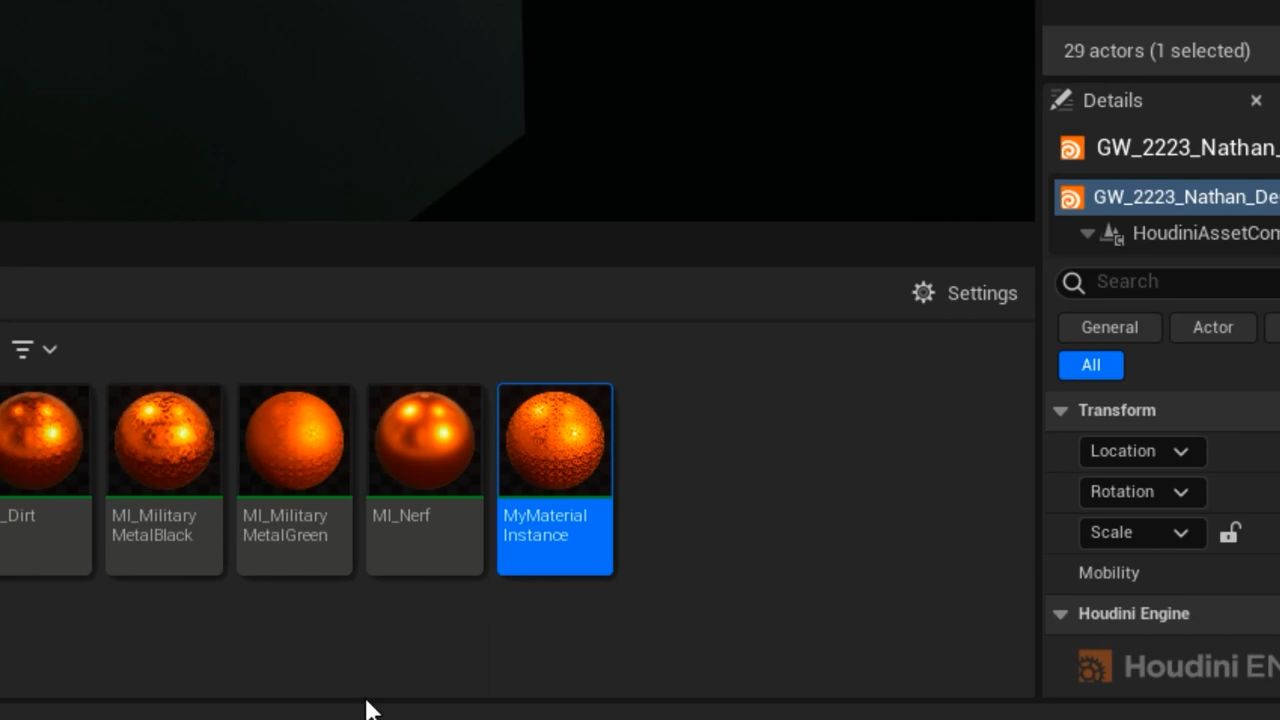 29 actors (1 selected)
Details
GW_2223_Nathan_
GW_2223_Nathan_De
HoudiniAssetCom
Search
Settings
General
Actor
All
Transform
Location
Rotation
Scale
Mobility
Houdini Engine
Houdini EN
_Dirt
MI_Military
MetalBlack
MI_Military
MetalGreen
MI_Nerf
MyMaterial
Instance